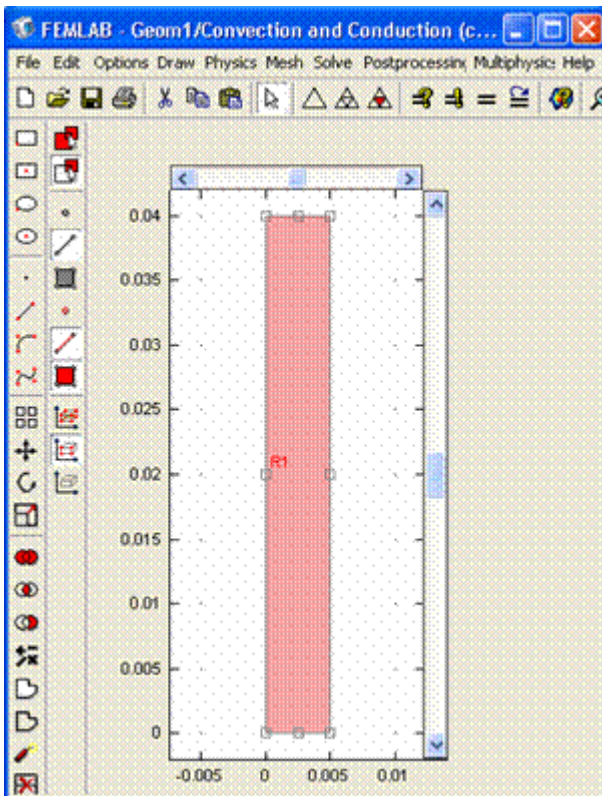 FEMLAB - Geom1/Convection and Conduction (c...
File Edit Options Draw Physics Mesh Solve Postprocessing Multiphysics Help
0.04
0.035
0.03
0.025
R1
0.02
0.015
0.01
0.005
0
-0.005 0 0.005 0.01